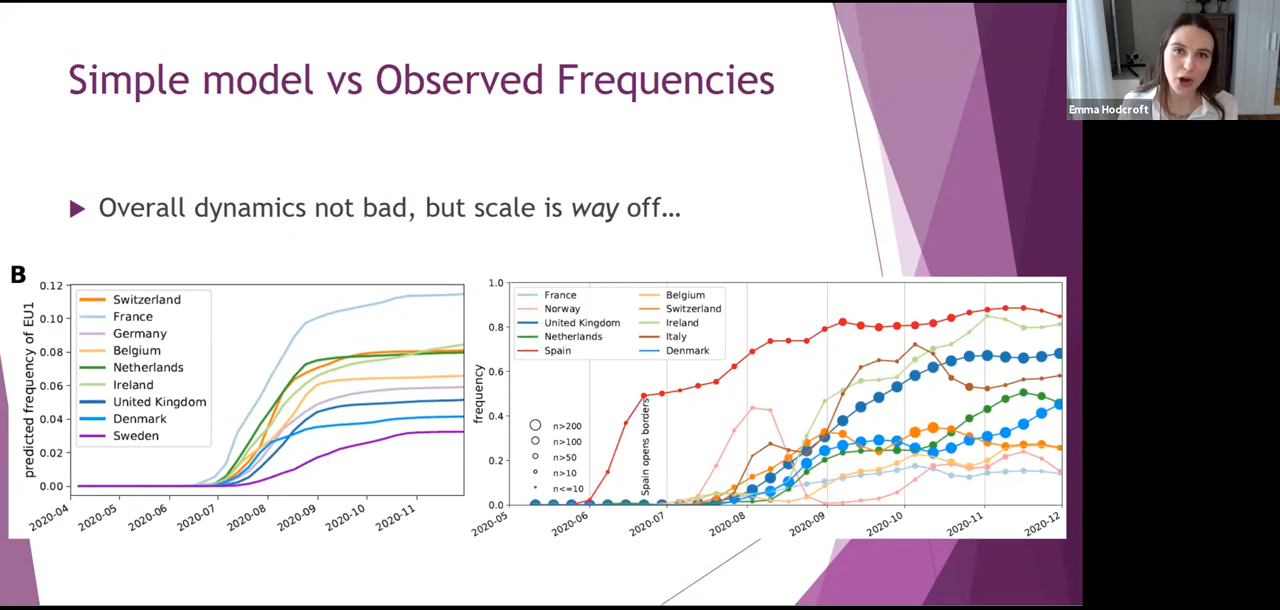 Simple model vs Observed Frequencies
Emma Hodcroft
▶ Overall dynamics not bad, but scale is way off…
B
predicted frequency of EU1
0.12
0.10
0.08
0.06
0.04
0.02
0.00
Switzerland
France
Germany
Belgium
Netherlands
Ireland
United Kingdom
Denmark
Sweden
2020-04
2020-05
2020-06
2020-07
2020-08
2020-09
2020-10
2020-11
frequency
1.0
0.8
0.6
0.4
0.2
0.0
France
Norway
United Kingdom
Netherlands
Spain
Belgium
Switzerland
Ireland
Italy
Denmark
n>200
n>100
n>50
n>10
n<=10
Spain opens borders
2020-05
2020-06
2020-07
2020-08
2020-09
2020-10
2020-11
2020-12